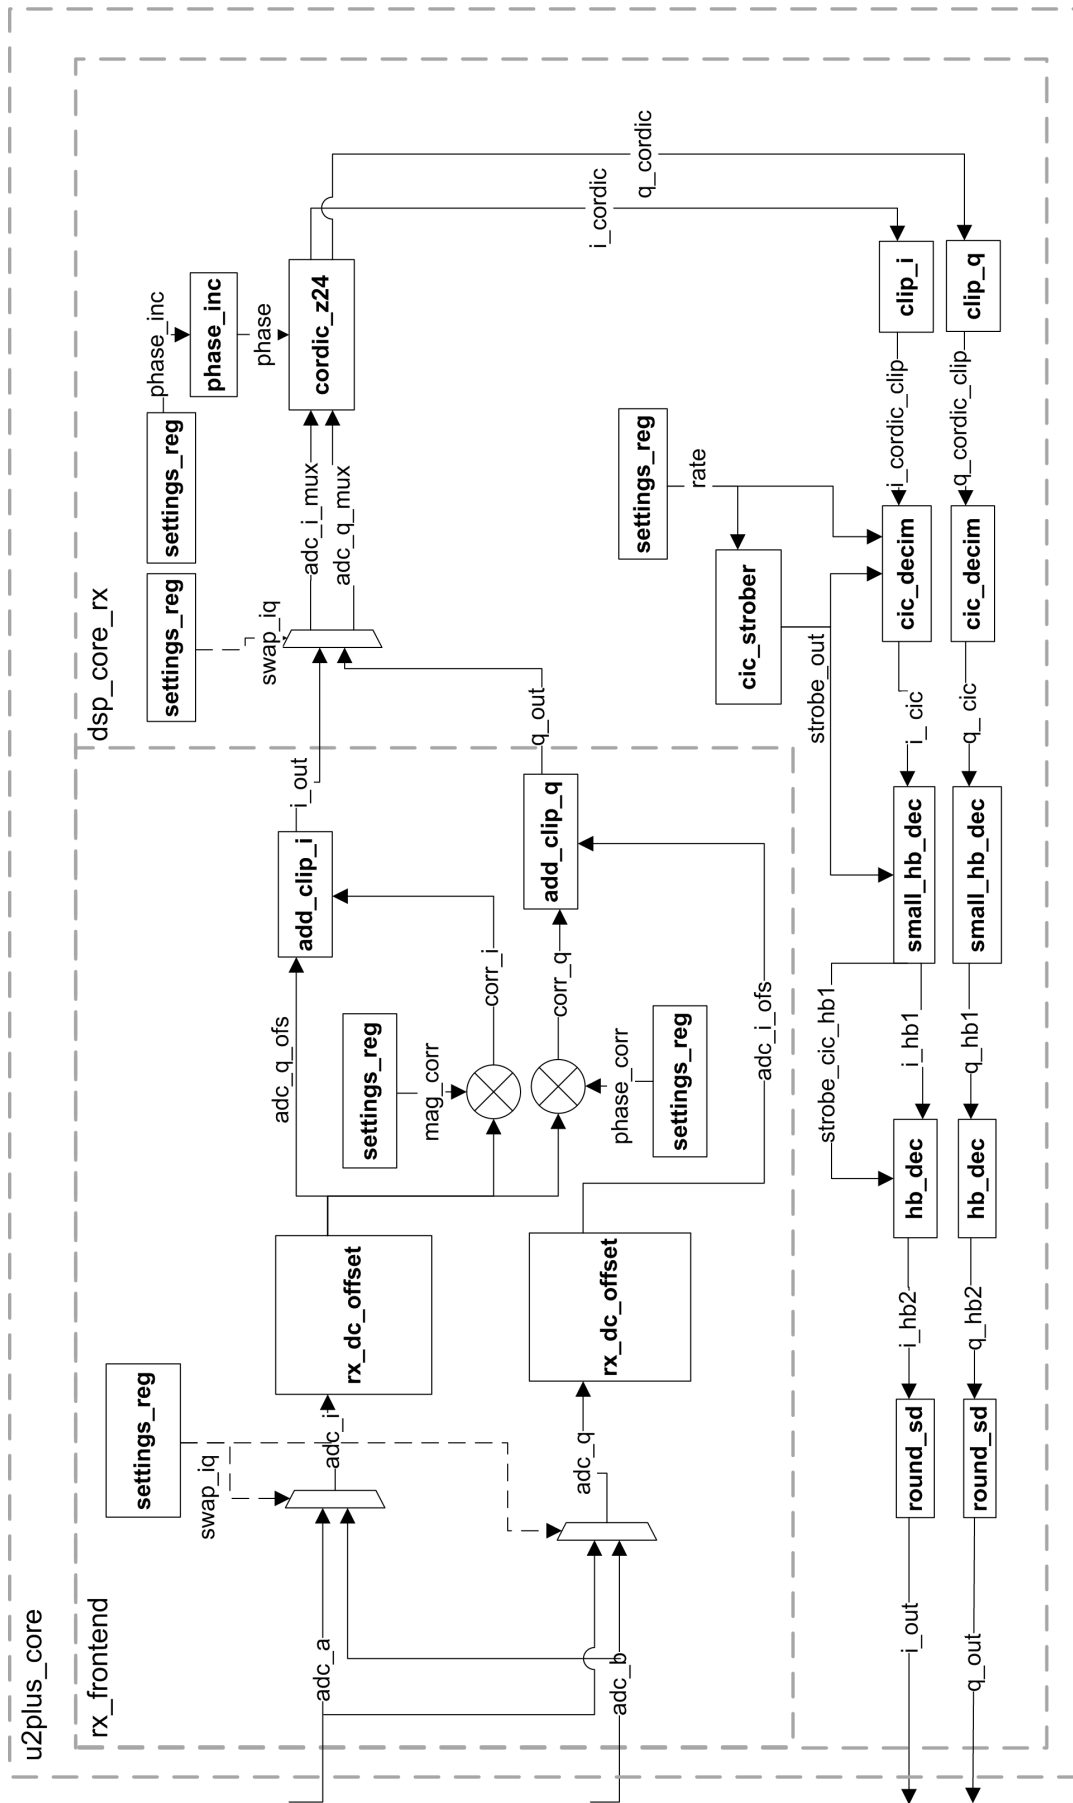 u2plus_core
rx_frontend
dsp_core_rx
settings_reg
swap_iq
adc_a
adc_b
adc_i
adc_q
rx_dc_offset
rx_dc_offset
adc_q_ofs
settings_reg
mag_corr
corr_i
corr_q
phase_corr
settings_reg
adc_i_ofs
add_clip_i
add_clip_q
i_out
q_out
settings_reg
swap_iq
settings_reg
phase_inc
phase_inc
phase
adc_i_mux
adc_q_mux
cordic_z24
i_cordic
q_cordic
clip_i
clip_q
i_cordic_clip
q_cordic_clip
settings_reg
rate
cic_strober
strobe_out
cic_decim
cic_decim
i_cic
q_cic
small_hb_dec
small_hb_dec
strobe_cic_hb1
i_hb1
q_hb1
hb_dec
hb_dec
i_hb2
q_hb2
round_sd
round_sd
i_out
q_out